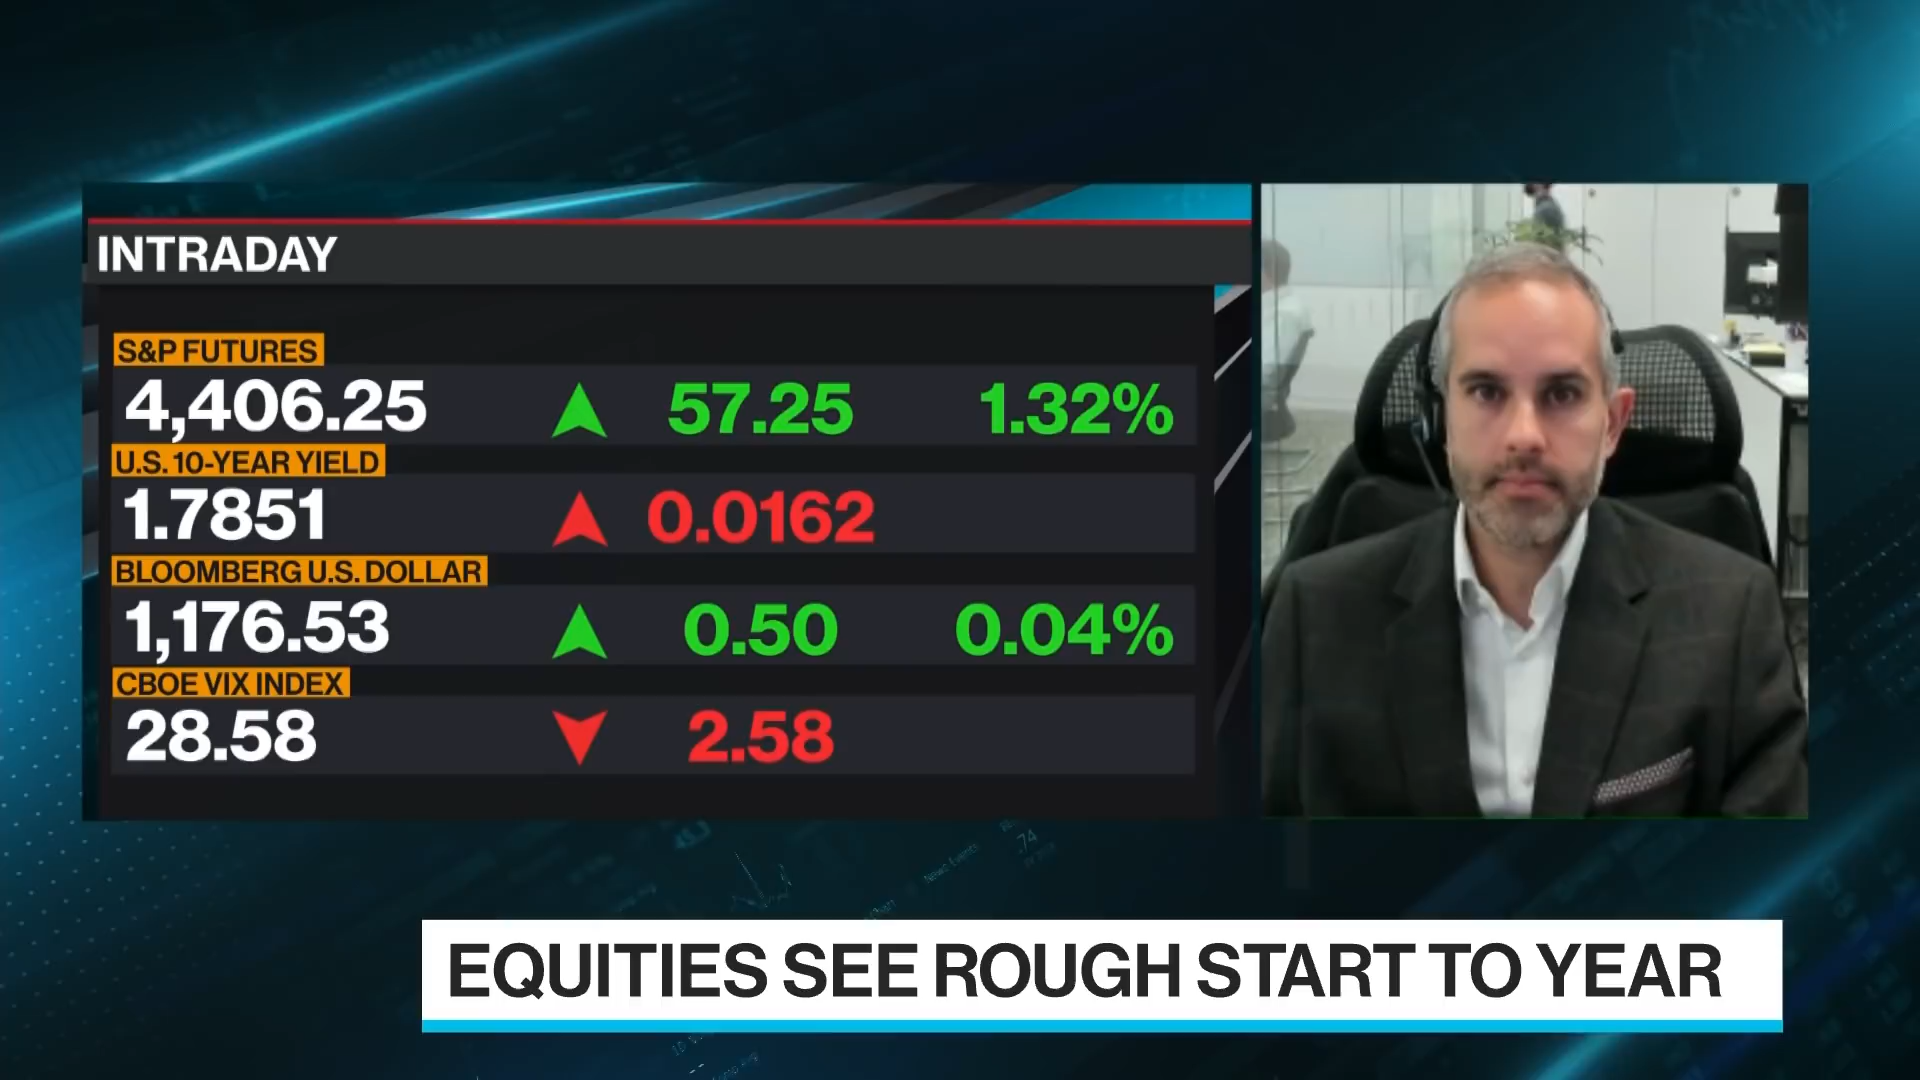 INTRADAY
S&P FUTURES
4,406.25 57.25 1.32%
U.S. 10-YEAR YIELD
1.7851 0.0162
BLOOMBERG U.S. DOLLAR
1,176.53 0.50 0.04%
CBOE VIX INDEX
28.58 2.58
EQUITIES SEE ROUGH START TO YEAR